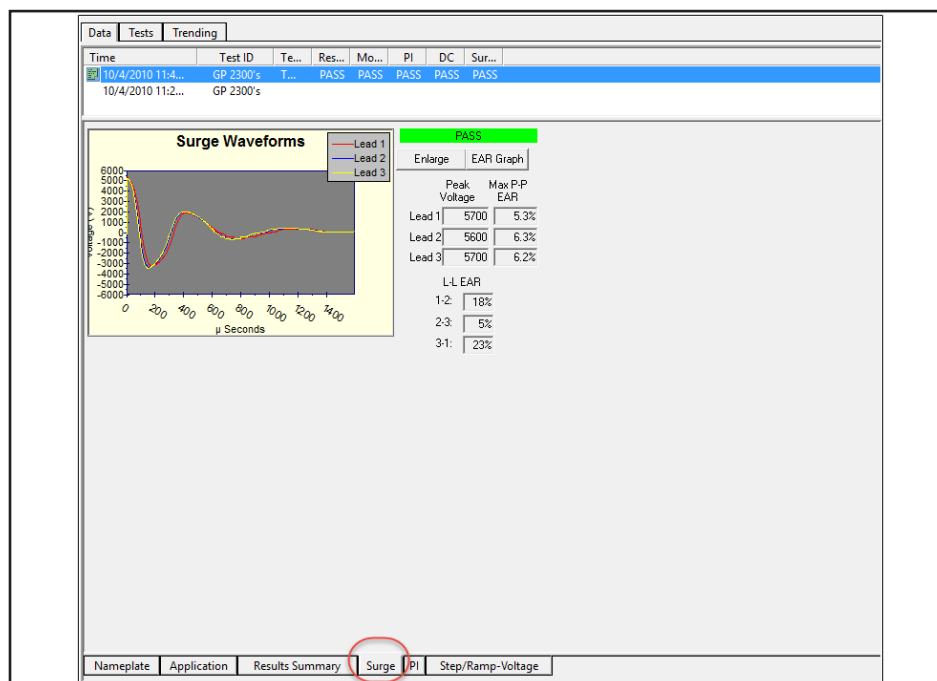 Data Tests Trending
Time Test ID Te... Res... Mo... PI DC Sur...
10/4/2010 11:4... GP 2300's T... PASS PASS PASS PASS PASS
10/4/2010 11:2... GP 2300's
Surge Waveforms
Lead 1
Lead 2
Lead 3
Voltage (V)
6000
5000
4000
3000
2000
1000
0
-1000
-2000
-3000
-4000
-5000
-6000
0 200 400 600 800 1000 1200 1400
µ Seconds
PASS
Enlarge EAR Graph
Peak Max P-P
Voltage EAR
Lead 1 5700 5.3%
Lead 2 5600 6.3%
Lead 3 5700 6.2%
L-L EAR
1-2: 18%
2-3: 5%
3-1: 23%
Nameplate Application Results Summary Surge PI Step/Ramp-Voltage